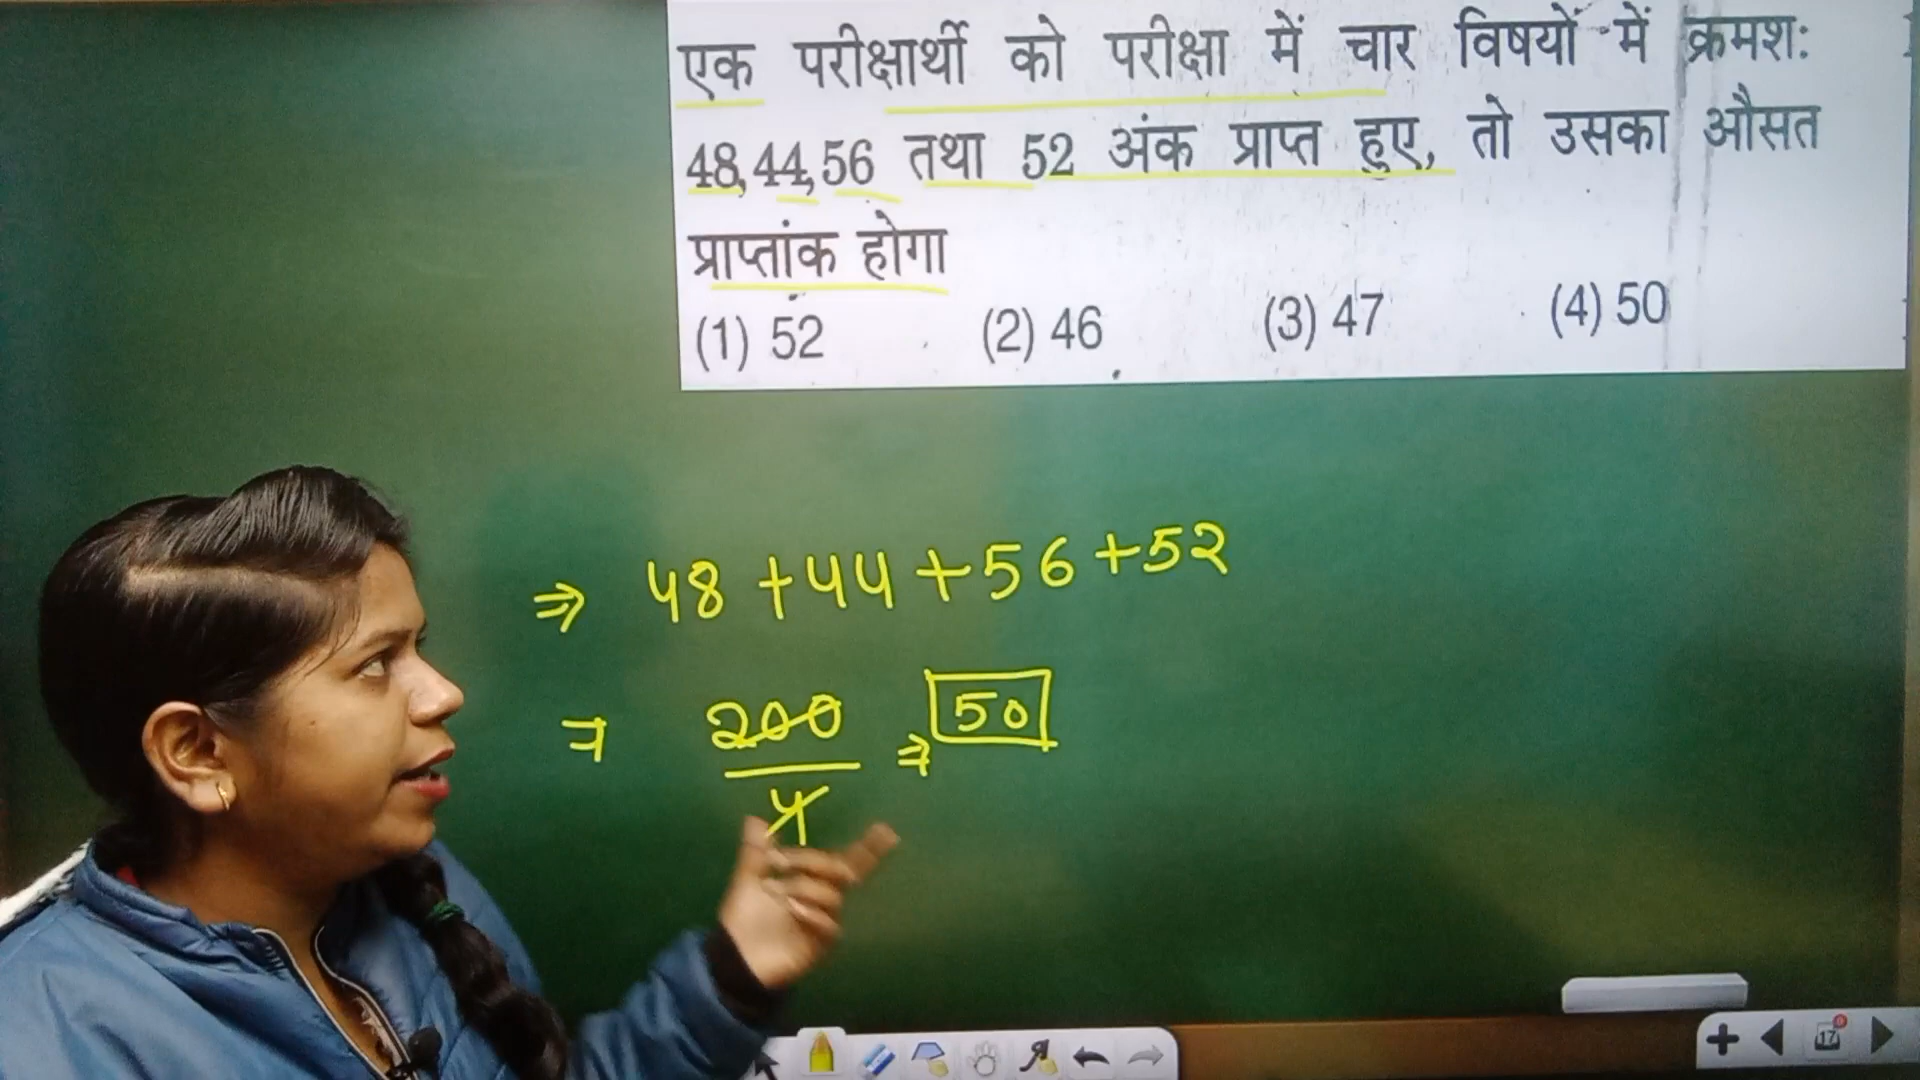 एक परीक्षार्थी को परीक्षा में चार विषयों में क्रमश:
48, 44, 56 तथा 52 अंक प्राप्त हुए, तो उसका औसत
प्राप्तांक होगा
(1) 52 (2) 46 (3) 47 (4) 50
⇒ 48 + 44 + 56 + 52
⇒ 200/4 ⇒ 50
17